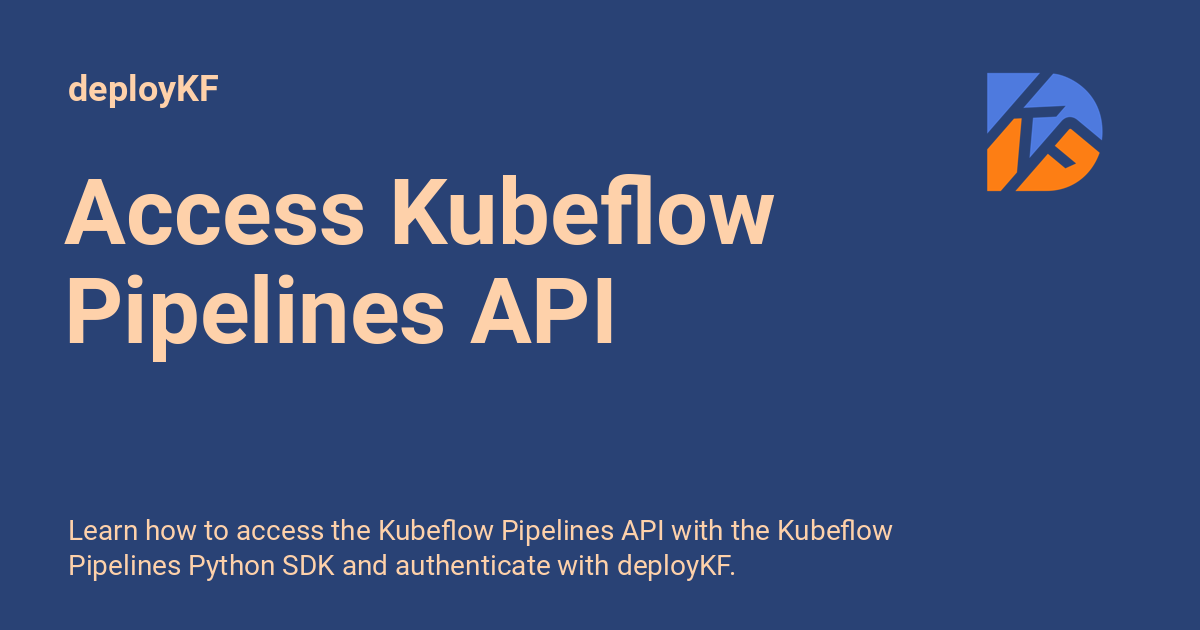 deployKF
Access Kubeflow
Pipelines API
Learn how to access the Kubeflow Pipelines API with the Kubeflow
Pipelines Python SDK and authenticate with deployKF.